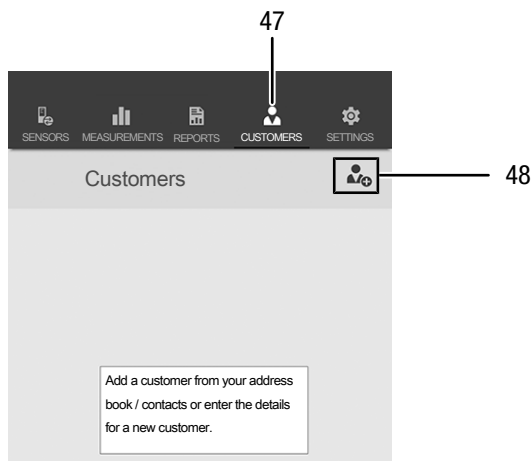 47
SENSORS MEASUREMENTS REPORTS CUSTOMERS SETTINGS
Customers
48
Add a customer from your address
book / contacts or enter the details
for a new customer.